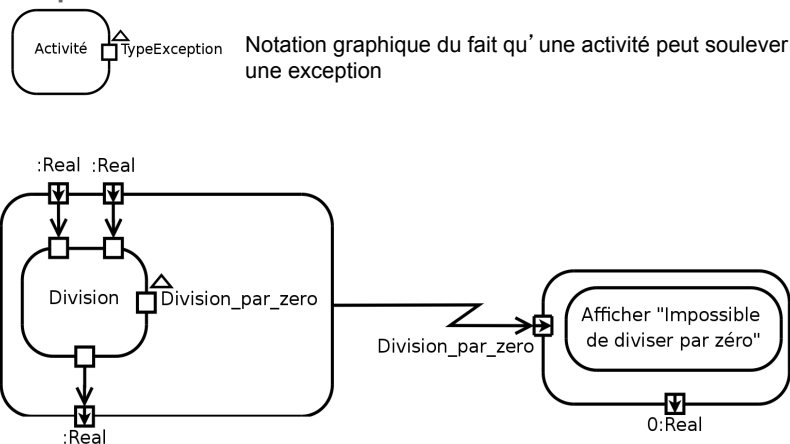 Activité
TypeException
Notation graphique du fait qu’une activité peut soulever
une exception
:Real :Real
Division
Division_par_zero
Afficher "Impossible
de diviser par zéro"
Division_par_zero
0:Real
:Real